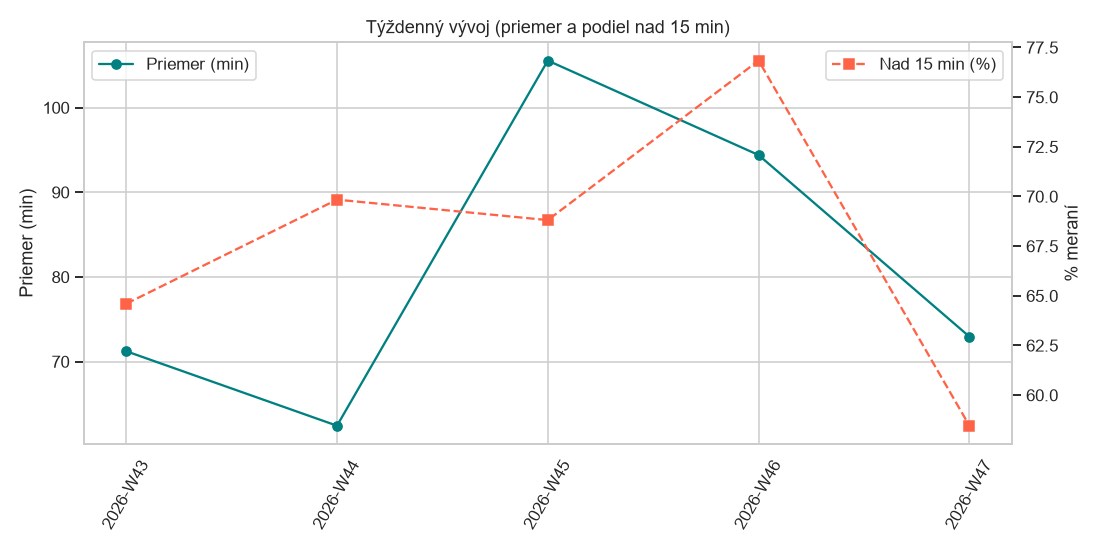 Týždenný vývoj (priemer a podiel nad 15 min)
Priemer (min)
Nad 15 min (%)
Priemer (min)
100
90
80
70
77.5
75.0
72.5
70.0
67.5
65.0
62.5
60.0
% meraní
2026-W43
2026-W44
2026-W45
2026-W46
2026-W47